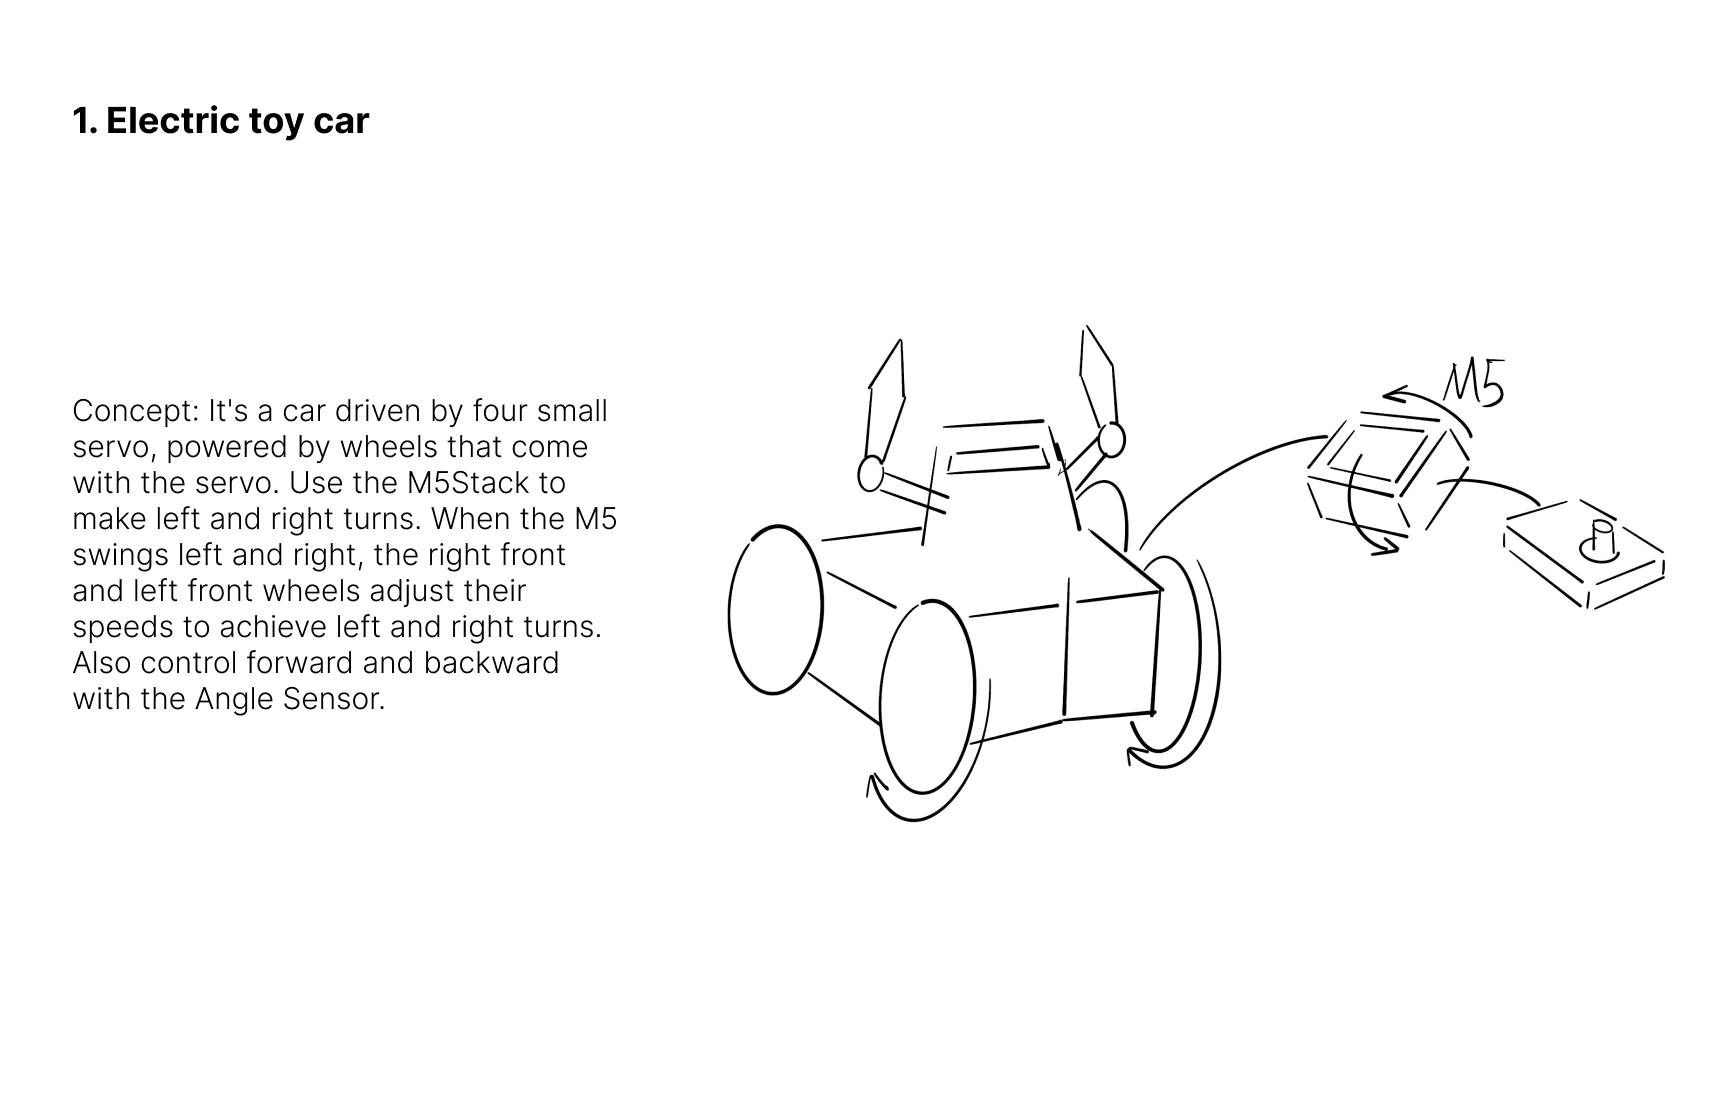 1. Electric toy car
Concept: It's a car driven by four small
servo, powered by wheels that come
with the servo. Use the M5Stack to
make left and right turns. When the M5
swings left and right, the right front
and left front wheels adjust their
speeds to achieve left and right turns.
Also control forward and backward
with the Angle Sensor.
M5